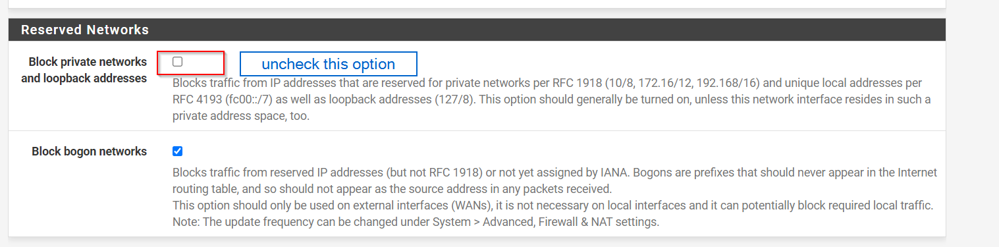 Reserved Networks
Block private networks
and loopback addresses
uncheck this option
Blocks traffic from IP addresses that are reserved for private networks per RFC 1918 (10/8, 172.16/12, 192.168/16) and unique local addresses per
RFC 4193 (fc00::/7) as well as loopback addresses (127/8). This option should generally be turned on, unless this network interface resides in such a
private address space, too.
Block bogon networks
Blocks traffic from reserved IP addresses (but not RFC 1918) or not yet assigned by IANA. Bogons are prefixes that should never appear in the Internet
routing table, and so should not appear as the source address in any packets received.
This option should only be used on external interfaces (WANs), it is not necessary on local interfaces and it can potentially block required local traffic.
Note: The update frequency can be changed under System > Advanced, Firewall & NAT settings.